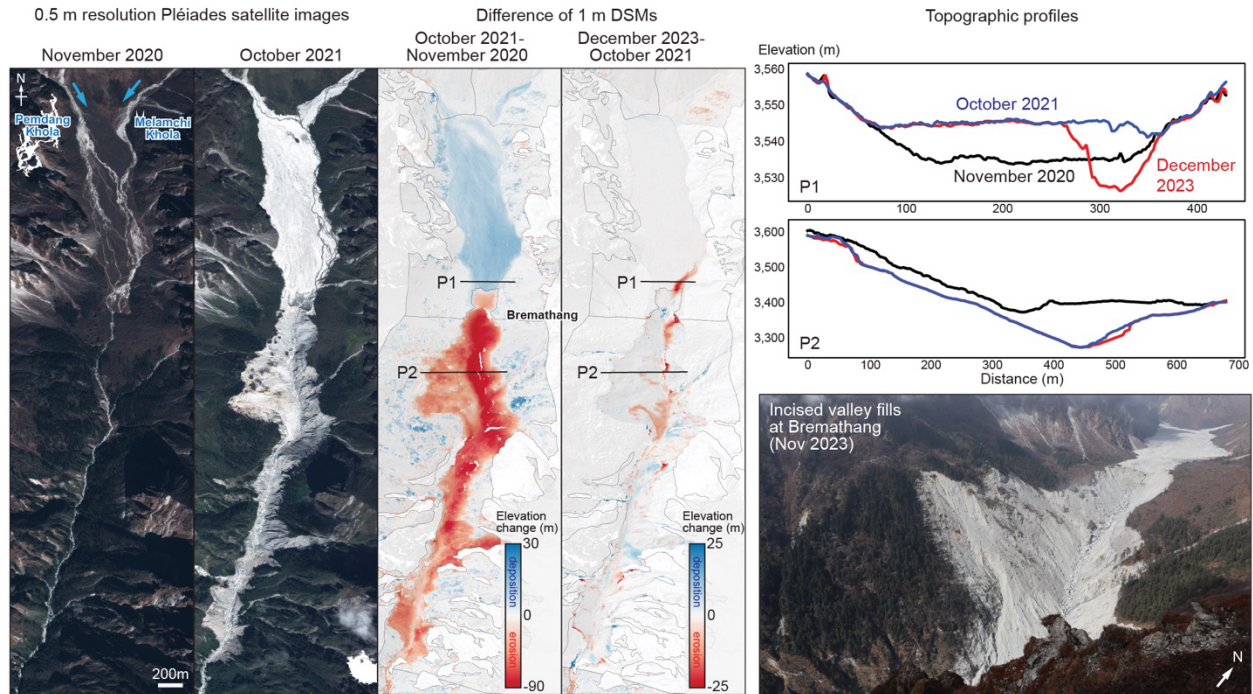 0.5 m resolution Pléiades satellite images
November 2020
October 2021
N
Pemdang
Khola
Melamchi
Khola
200m
Difference of 1 m DSMs
October 2021-
November 2020
December 2023-
October 2021
P1
Bremathang
P2
Elevation
change (m)
30
deposition
0
erosion
-90
P1
P2
Elevation
change (m)
25
deposition
0
erosion
-25
Topographic profiles
Elevation (m)
3,560
3,550
3,540
3,530
October 2021
November 2020
December
2023
P1
0
100
200
300
400
3,600
3,500
3,400
3,300
P2
0
100
200
300
400
500
600
700
Distance (m)
Incised valley fills
at Bremathang
(Nov 2023)
N